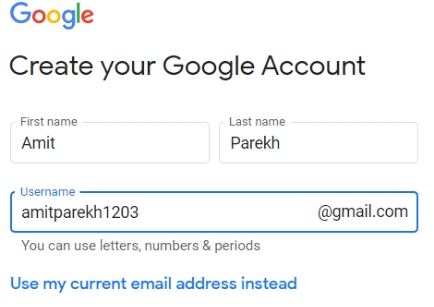 Google
Create your Google Account
First name Last name
Amit Parekh
Username
amitparekh1203 @gmail.com
You can use letters, numbers & periods
Use my current email address instead